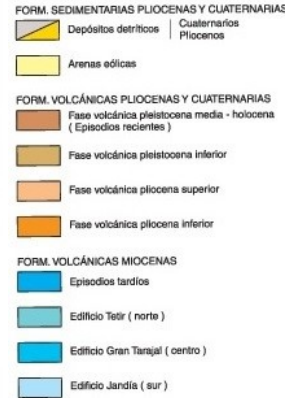 FORM. SEDIMENTARIAS PLIOCENAS Y CUATERNARIAS
Depósitos detríticos | Cuaternarios
Pliocenos
Arenas eólicas
FORM. VOLCÁNICAS PLIOCENAS Y CUATERNARIAS
Fase volcánica pleistocena media - holocena
( Episodios recientes )
Fase volcánica pleistocena inferior
Fase volcánica pliocena superior
Fase volcánica pliocena inferior
FORM. VOLCÁNICAS MIOCENAS
Episodios tardíos
Edificio Tetir ( norte )
Edificio Gran Tarajal ( centro )
Edificio Jandía ( sur )